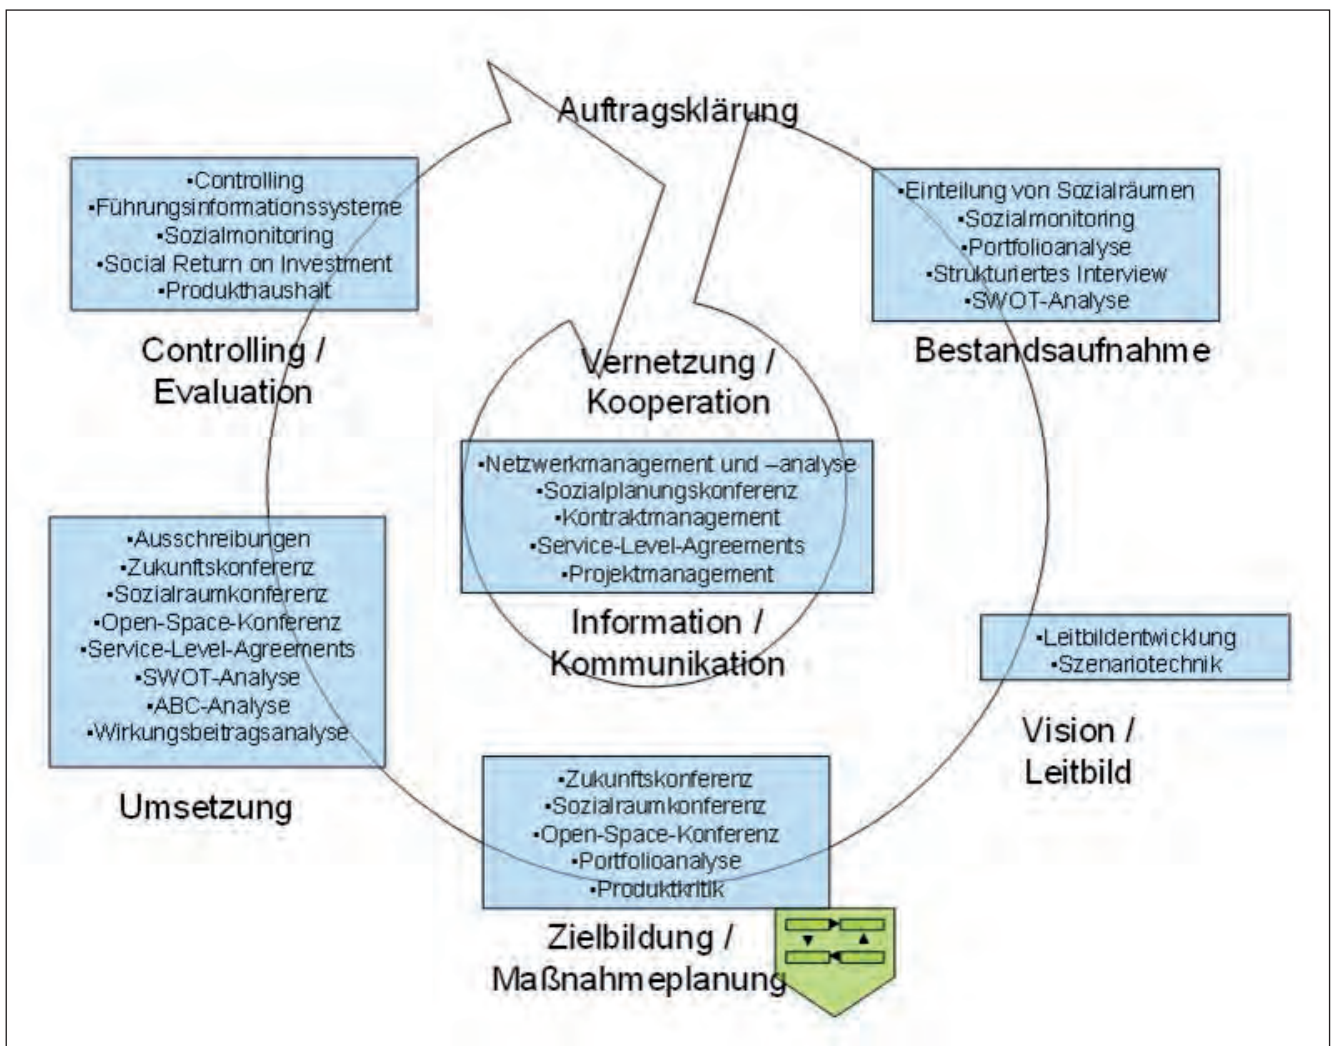 Auftragsklärung
▪Einteilung von Sozialräumen
▪Sozialmonitoring
▪Portfolioanalyse
▪Strukturiertes Interview
▪SWOT-Analyse
Bestandsaufnahme
▪Leitbildentwicklung
▪Szenariotechnik
Vision /
Leitbild
▪Zukunftskonferenz
▪Sozialraumkonferenz
▪Open-Space-Konferenz
▪Portfolioanalyse
▪Produktkritik
Zielbildung /
Maßnahmeplanung
▪Ausschreibungen
▪Zukunftskonferenz
▪Sozialraumkonferenz
▪Open-Space-Konferenz
▪Service-Level-Agreements
▪SWOT-Analyse
▪ABC-Analyse
▪Wirkungsbeitragsanalyse
Umsetzung
▪Controlling
▪Führungsinformationssysteme
▪Sozialmonitoring
▪Social Return on Investment
▪Produkthaushalt
Controlling /
Evaluation
Vernetzung /
Kooperation
▪Netzwerkmanagement und –analyse
▪Sozialplanungskonferenz
▪Kontraktmanagement
▪Service-Level-Agreements
▪Projektmanagement
Information /
Kommunikation